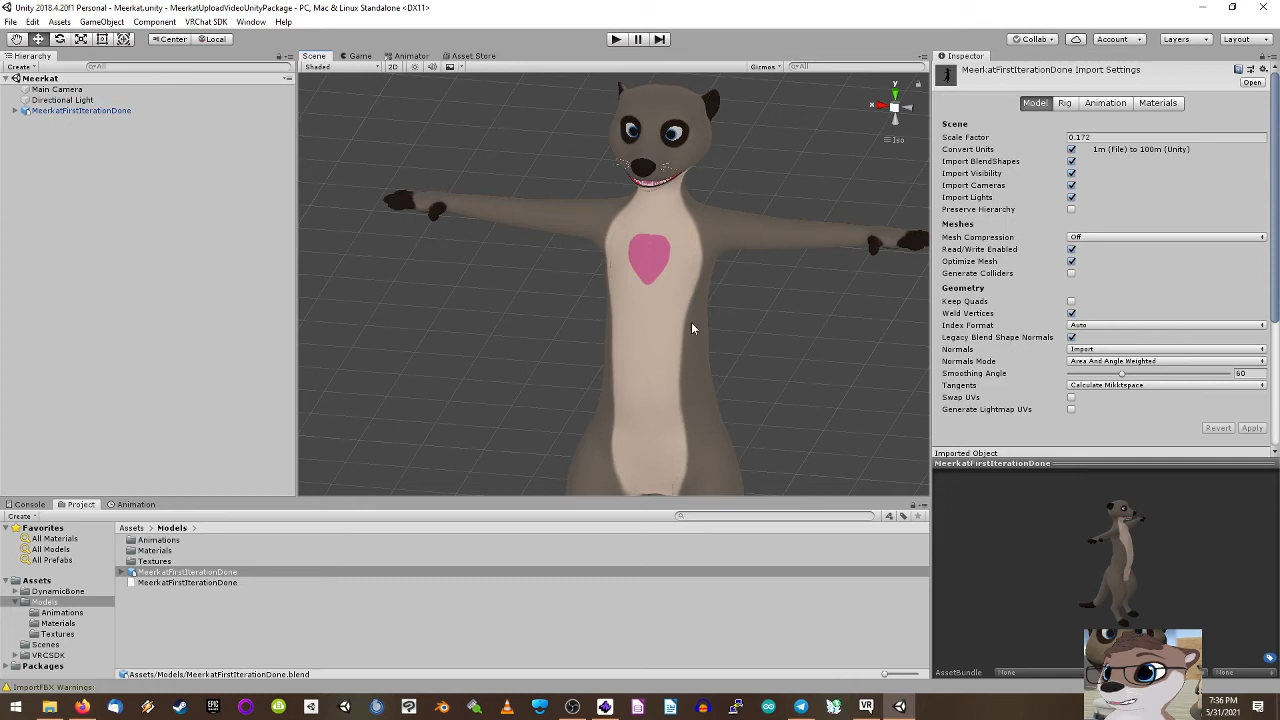 Unity 2018.4.20f1 Personal - Meerkat.unity - MeerkatUploadVideoUnityPackage - PC, Mac & Linux Standalone <DX11>
File Edit Assets GameObject Component VRChat SDK Window Help
Center Local Collab Account Layers Layout
Hierarchy
Create All
Meerkat
Main Camera
Directional Light
MeerkatFirstIterationDone
Scene Game Animator Asset Store
Shaded 2D Gizmos All
y
x
Iso
Inspector
MeerkatFirstIterationDone Import Settings
Open
Model Rig Animation Materials
Scene
Scale Factor 0.172
Convert Units 1m (File) to 100m (Unity)
Import BlendShapes
Import Visibility
Import Cameras
Import Lights
Preserve Hierarchy
Meshes
Mesh Compression Off
Read/Write Enabled
Optimize Mesh
Generate Colliders
Geometry
Keep Quads
Weld Vertices
Index Format Auto
Legacy Blend Shape Normals
Normals Import
Normals Mode Area And Angle Weighted
Smoothing Angle 60
Tangents Calculate Mikktspace
Swap UVs
Generate Lightmap UVs
Revert Apply
Imported Object
MeerkatFirstIterationDone
AssetBundle None None
Console Project Animation
Create
Favorites
All Materials
All Models
All Prefabs
Assets
DynamicBone
Models
Animations
Materials
Textures
Scenes
VRCSDK
Packages
Assets Models
Animations
Materials
Textures
MeerkatFirstIterationDone
MeerkatFirstIterationDone
Assets/Models/MeerkatFirstIterationDone.blend
ImportFBX Warnings:
7:36 PM
5/31/2021